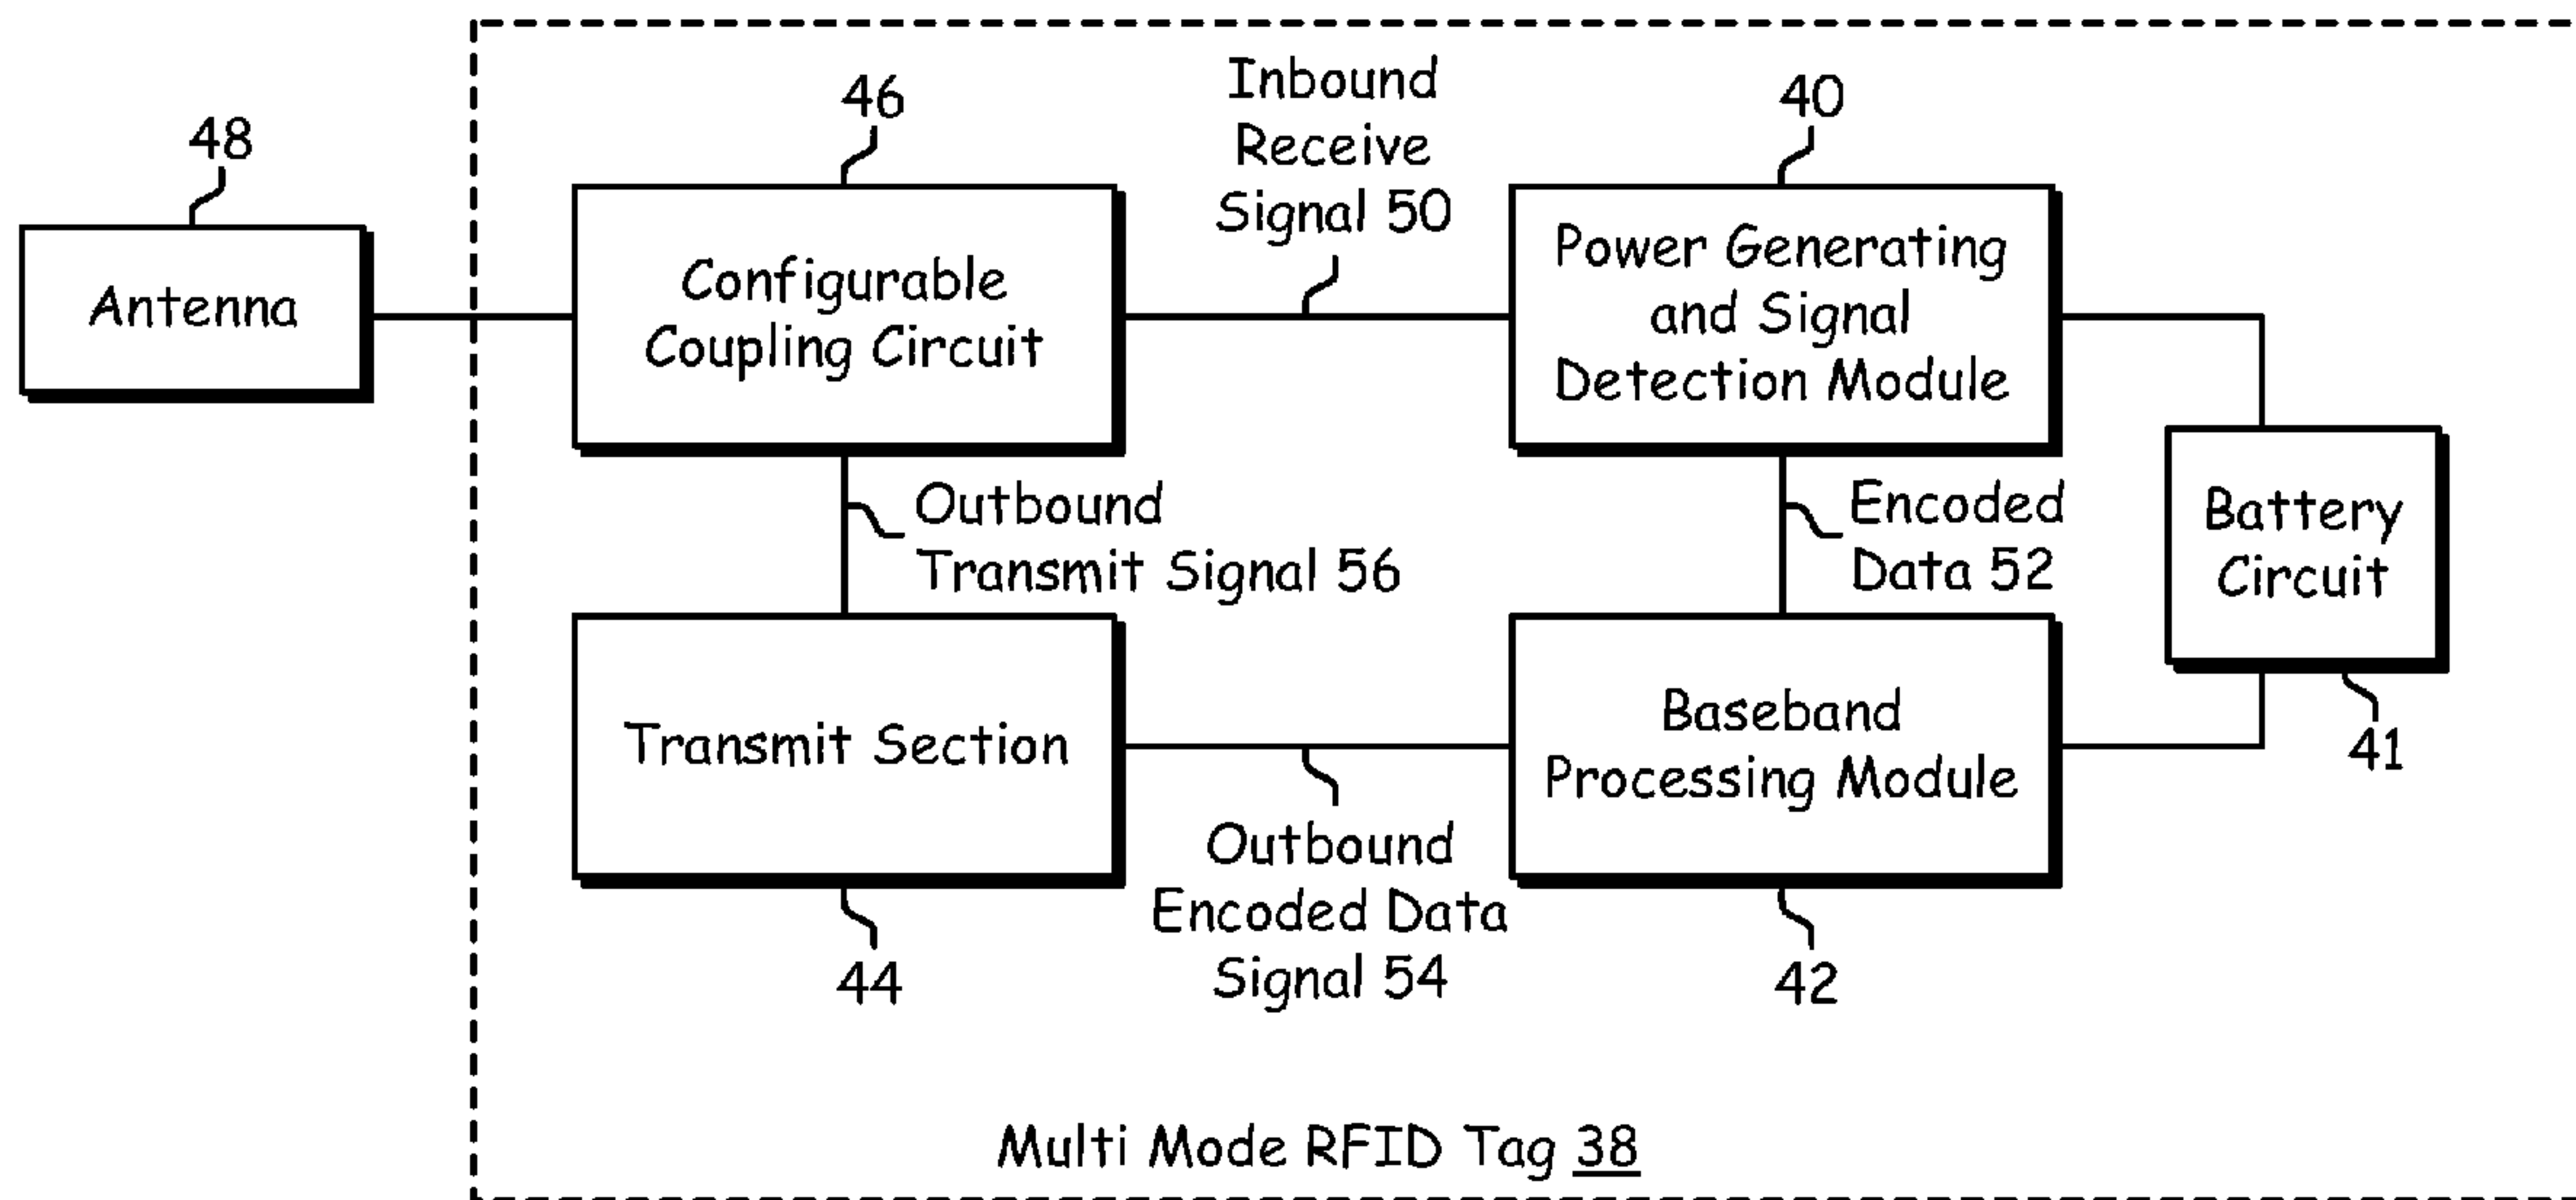 48
Antenna
46
Configurable
Coupling Circuit
Inbound
Receive
Signal 50
40
Power Generating
and Signal
Detection Module
Outbound
Transmit Signal 56
Encoded
Data 52
Battery
Circuit
41
Transmit Section
44
Outbound
Encoded Data
Signal 54
Baseband
Processing Module
42
Multi Mode RFID Tag 38